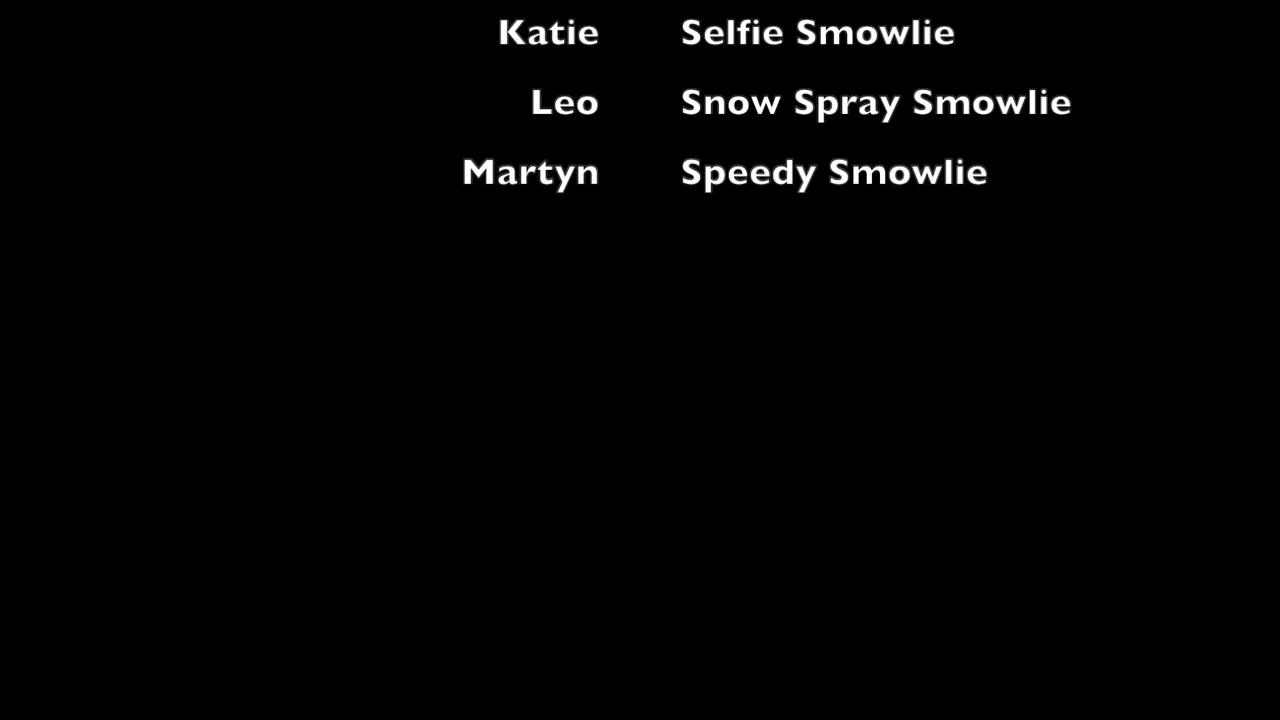 Katie Selfie Smowlie
Leo Snow Spray Smowlie
Martyn Speedy Smowlie